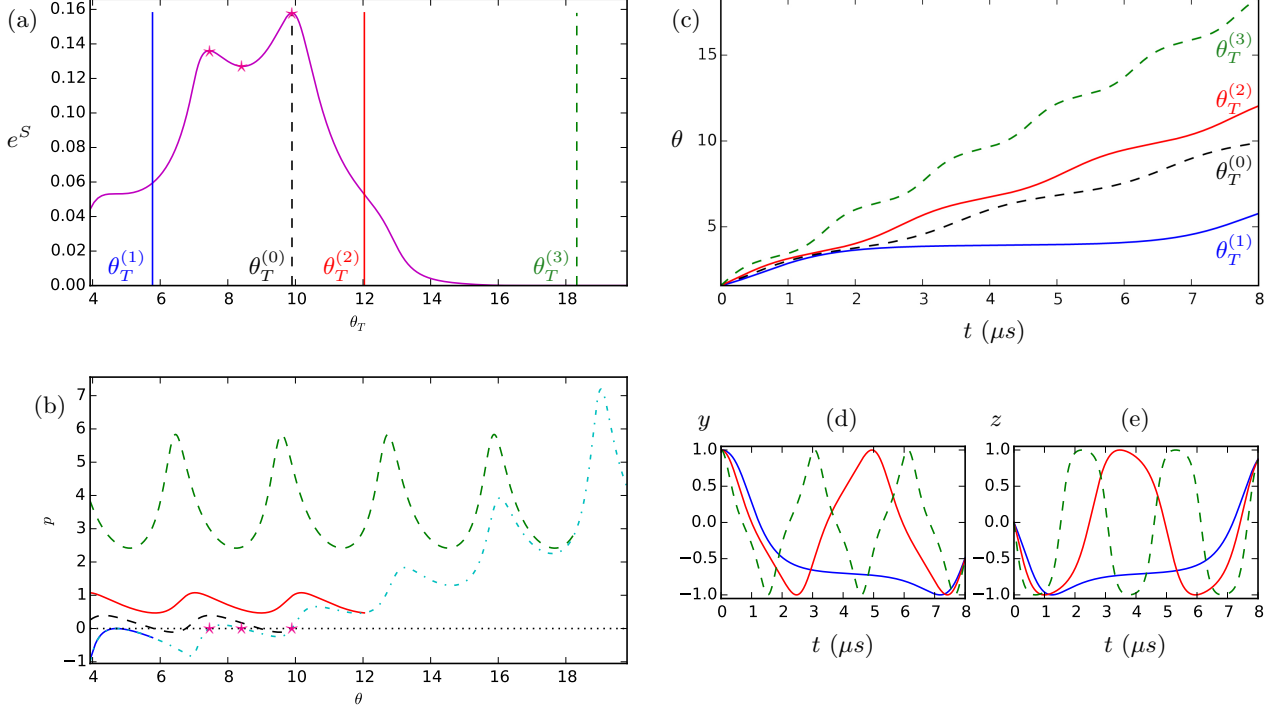 (a)
e^S
0.16
0.14
0.12
0.10
0.08
0.06
0.04
0.02
0.00
θ_T^(1)
θ_T^(0)
θ_T^(2)
θ_T^(3)
4 6 8 10 12 14 16 18
θ_T
(c)
θ
15
10
5
θ_T^(3)
θ_T^(2)
θ_T^(0)
θ_T^(1)
0 1 2 3 4 5 6 7 8
t (μs)
(b)
p
7
6
5
4
3
2
1
0
−1
4 6 8 10 12 14 16 18
θ
y (d)
1.0
0.5
0.0
−0.5
−1.0
0 1 2 3 4 5 6 7 8
t (μs)
z (e)
1.0
0.5
0.0
−0.5
−1.0
0 1 2 3 4 5 6 7 8
t (μs)